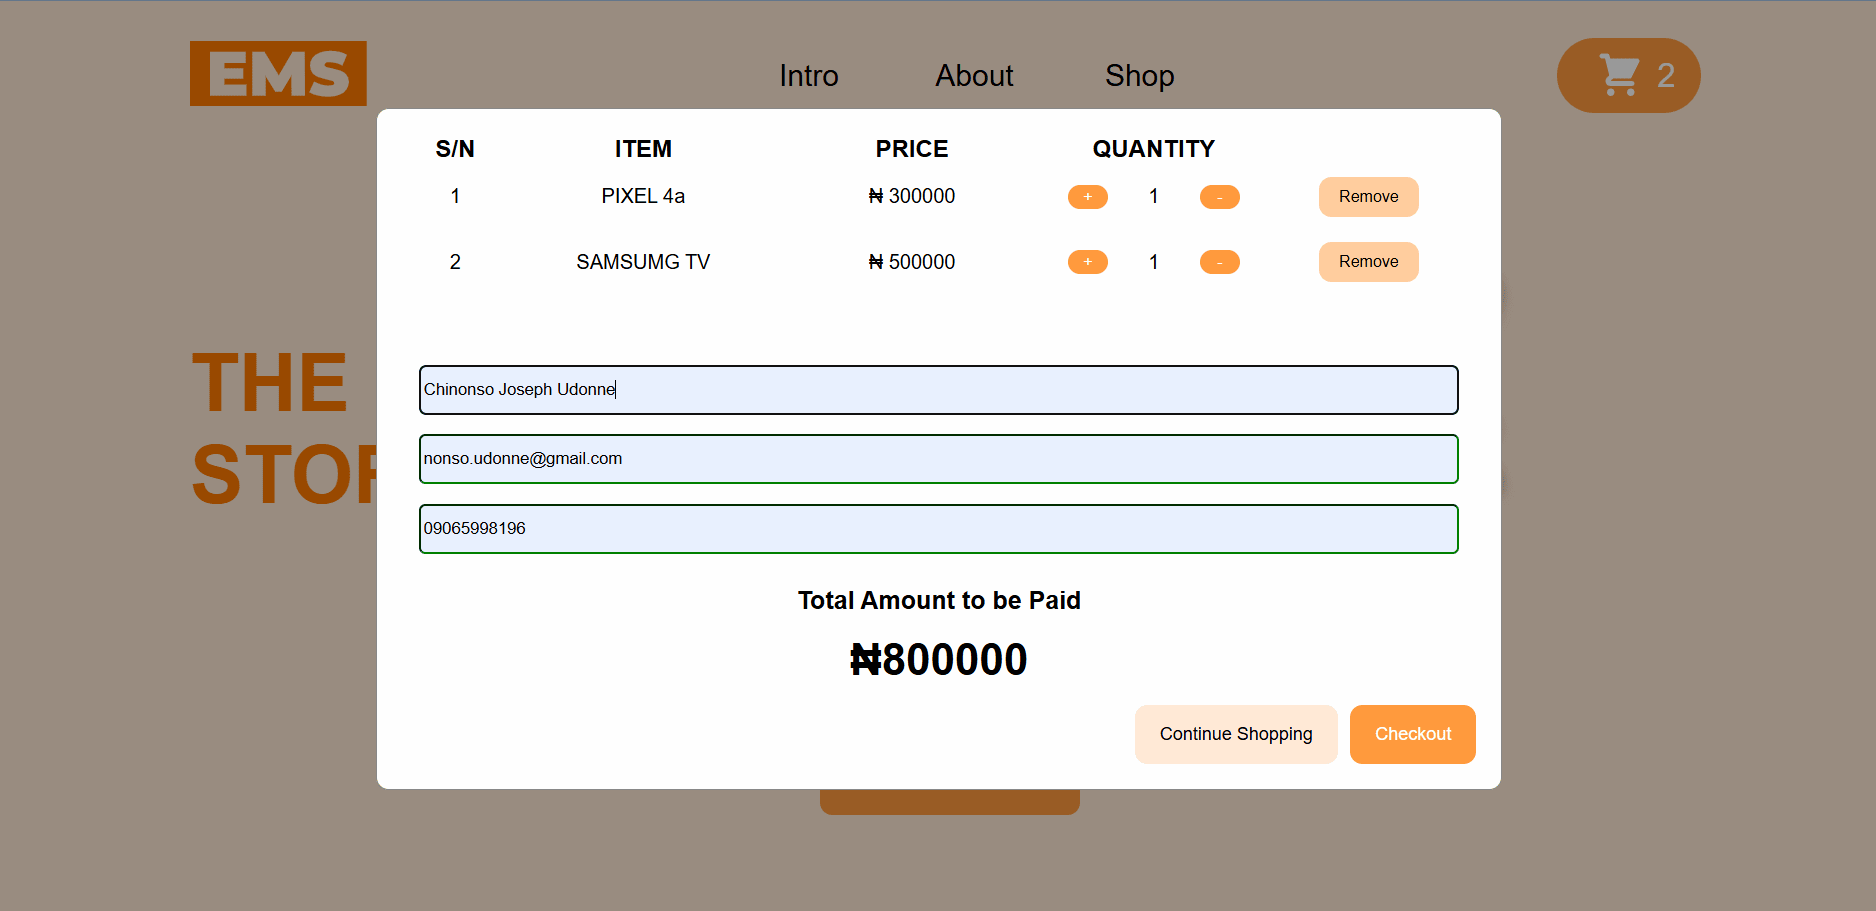 EMS
Intro About Shop
2
S/N ITEM PRICE QUANTITY
1 PIXEL 4a ₦ 300000 + 1 - Remove
2 SAMSUMG TV ₦ 500000 + 1 - Remove
THE
Chinonso Joseph Udonne
nonso.udonne@gmail.com
09065998196
Total Amount to be Paid
₦800000
Continue Shopping Checkout